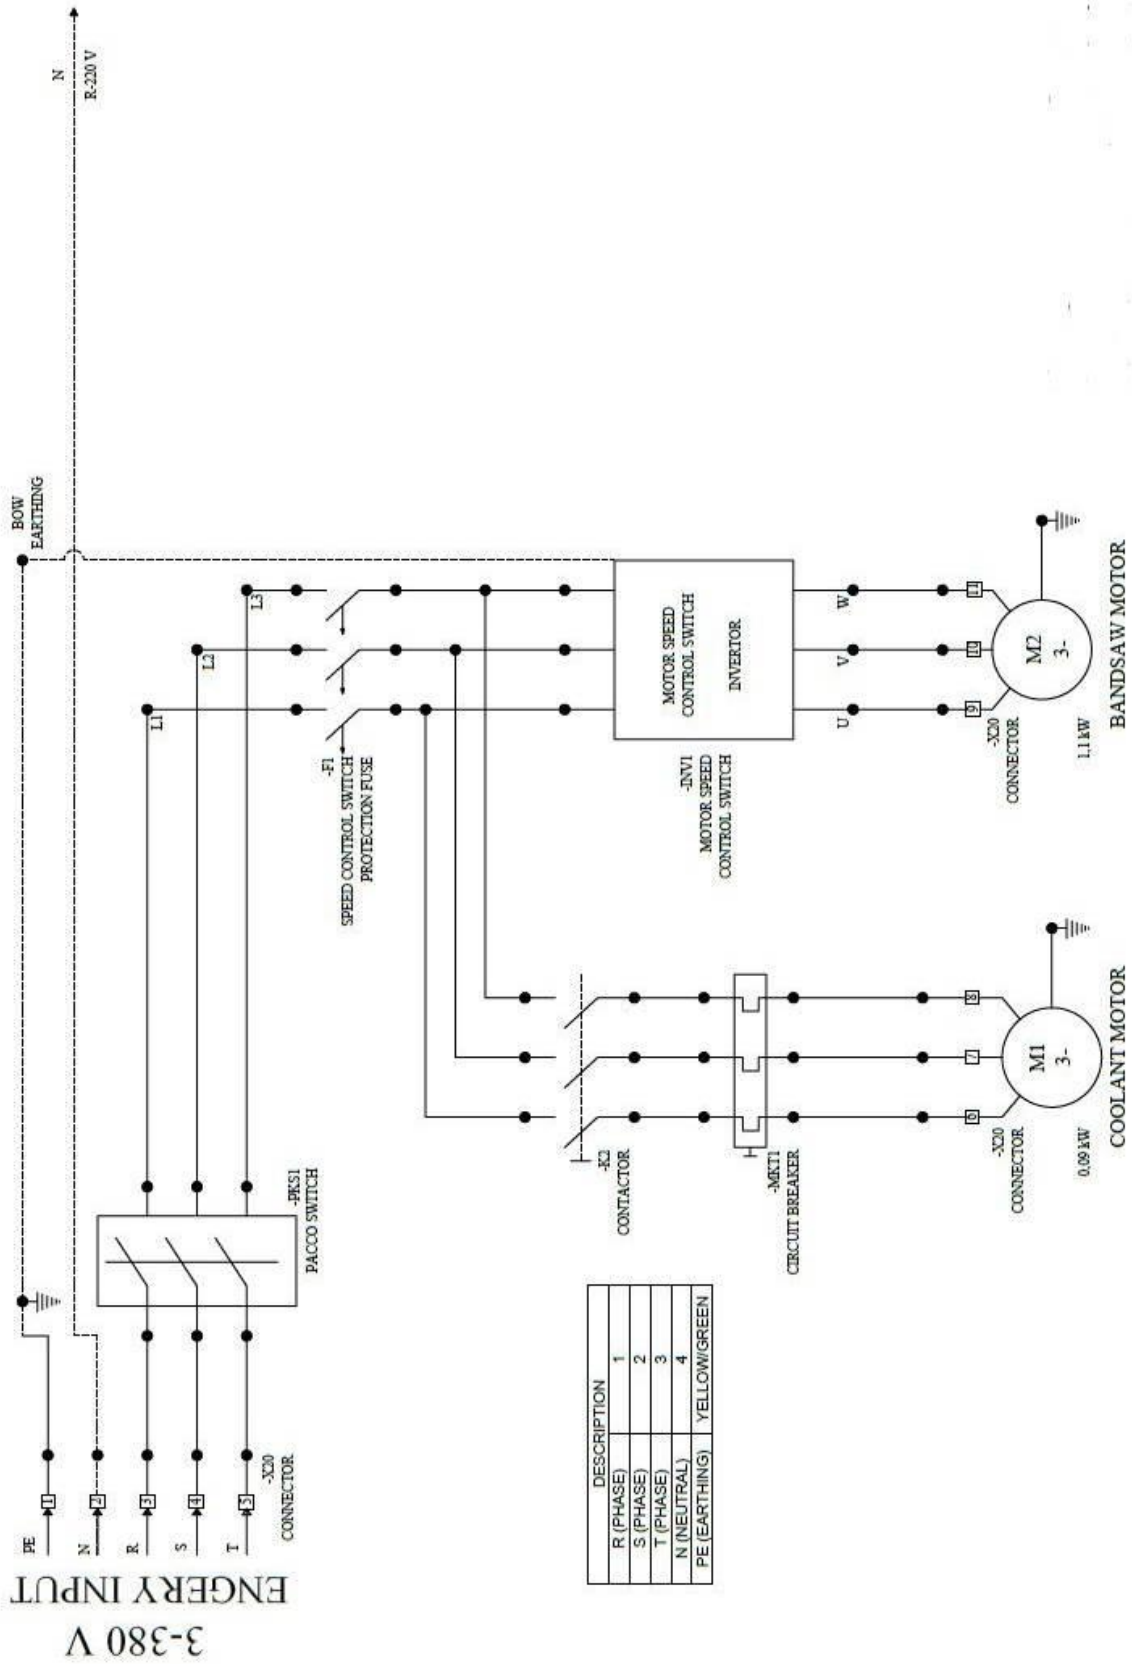 3-380 V
ENGERY INPUT
PE
N
R
S
T
1
2
3
4
5
-X20
CONNECTOR
-PKS1
PACCO SWITCH
BOW
EARTHING
N
R-220 V
L1
L2
L3
-F1
SPEED CONTROL SWITCH
PROTECTION FUSE
-K2
CONTACTOR
-MKT1
CIRCUIT BREAKER
-INV1
MOTOR SPEED
CONTROL SWITCH
MOTOR SPEED
CONTROL SWITCH
INVERTOR
U
V
W
6
7
8
-X20
CONNECTOR
9
10
11
-X20
CONNECTOR
M1
3-
0.09 kW
COOLANT MOTOR
M2
3-
1,1 kW
BANDSAW MOTOR
DESCRIPTION
R (PHASE) 1
S (PHASE) 2
T (PHASE) 3
N (NEUTRAL) 4
PE (EARTHING) YELLOW/GREEN